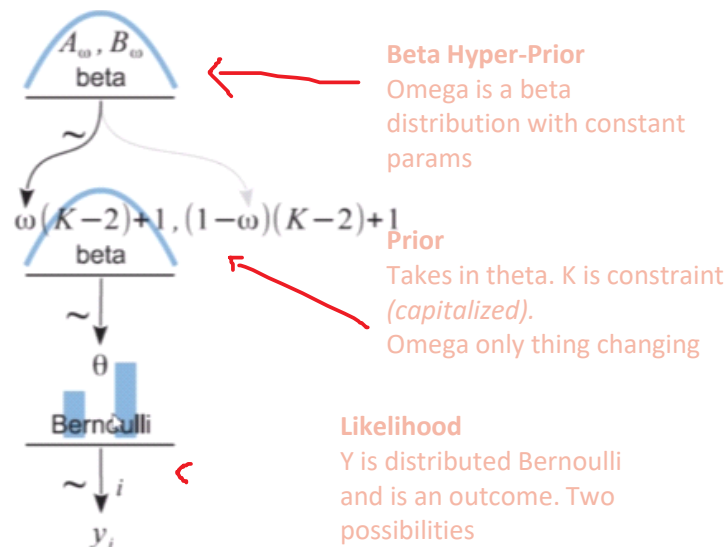 Aω, Bω
beta
~
ω(K−2)+1, (1−ω)(K−2)+1
beta
~
θ
Bernoulli
~ i
yi
Beta Hyper-Prior
Omega is a beta
distribution with constant
params
Prior
Takes in theta. K is constraint
(capitalized).
Omega only thing changing
Likelihood
Y is distributed Bernoulli
and is an outcome. Two
possibilities